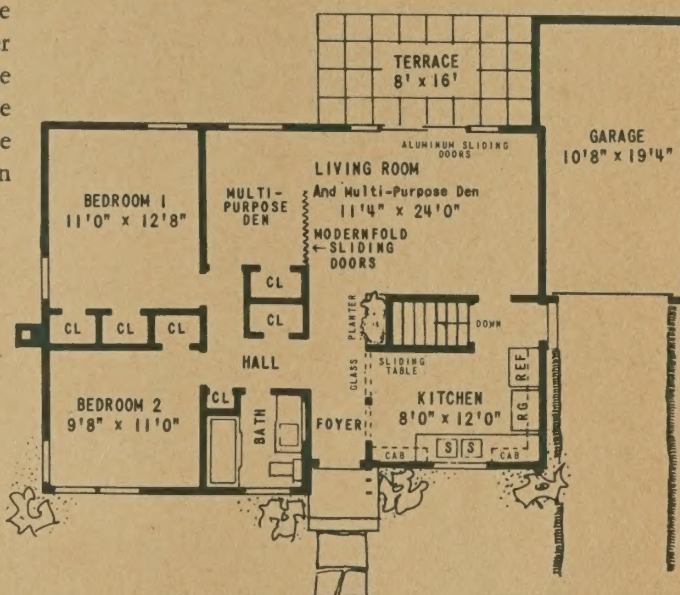 e
er
e
e
e
n
TERRACE
8' x 16'
GARAGE
10'8" x 19'4"
ALUMINUM SLIDING
DOORS
LIVING ROOM
And Multi-Purpose Den
11'4" x 24'0"
MULTI-
PURPOSE
DEN
MODERNFOLD
← SLIDING
DOORS
BEDROOM 1
11'0" x 12'8"
CL
CL
CL
CL
CL
PLANTER
DOWN
HALL
GLASS
SLIDING
TABLE
KITCHEN
8'0" x 12'0"
REF
RG
BEDROOM 2
9'8" x 11'0"
CL
BATH
FOYER
CAB
S S
CAB